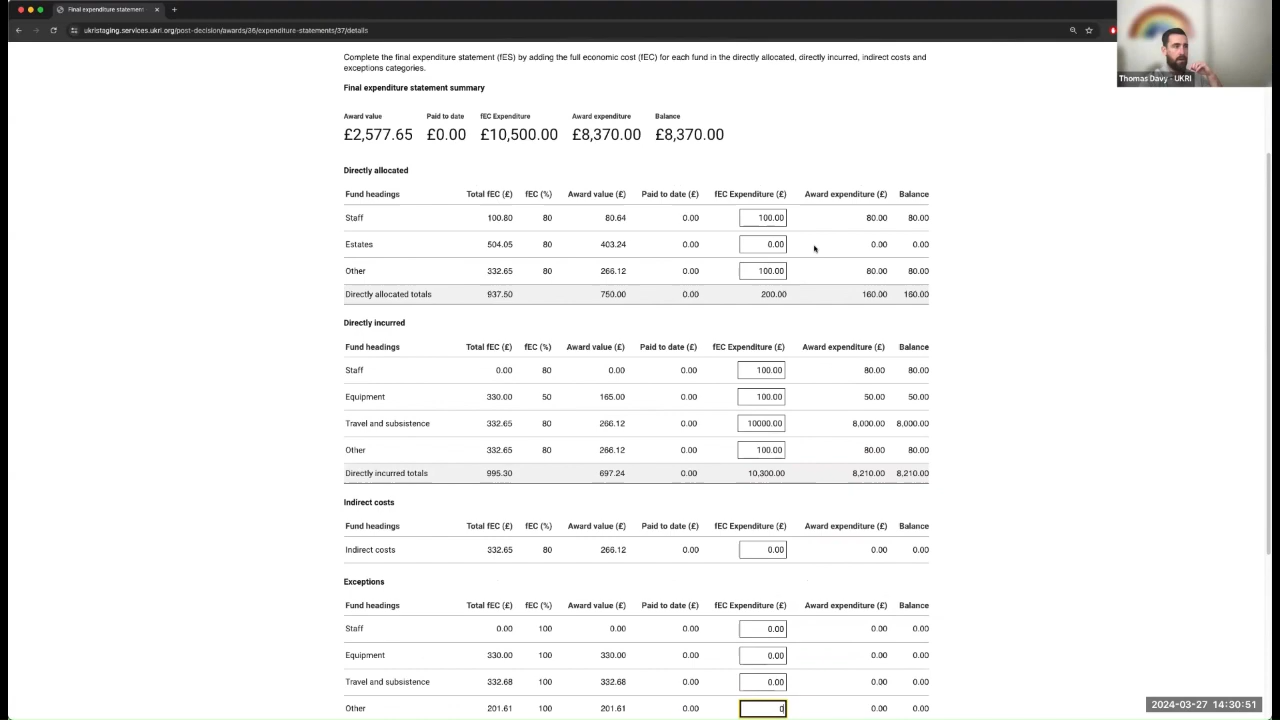 Final expenditure statement
ukristaging.services.ukri.org/post-decision/awards/36/expenditure-statements/37/details
Thomas Davy - UKRI
Complete the final expenditure statement (fES) by adding the full economic cost (fEC) for each fund in the directly allocated, directly incurred, indirect costs and
exceptions categories.
Final expenditure statement summary
Award value Paid to date fEC Expenditure Award expenditure Balance
£2,577.65 £0.00 £10,500.00 £8,370.00 £8,370.00
Directly allocated
Fund headings Total fEC (£) fEC (%) Award value (£) Paid to date (£) fEC Expenditure (£) Award expenditure (£) Balance
Staff 100.80 80 80.64 0.00 100.00 80.00 80.00
Estates 504.05 80 403.24 0.00 0.00 0.00 0.00
Other 332.65 80 266.12 0.00 100.00 80.00 80.00
Directly allocated totals 937.50 750.00 0.00 200.00 160.00 160.00
Directly incurred
Fund headings Total fEC (£) fEC (%) Award value (£) Paid to date (£) fEC Expenditure (£) Award expenditure (£) Balance
Staff 0.00 80 0.00 0.00 100.00 80.00 80.00
Equipment 330.00 50 165.00 0.00 100.00 50.00 50.00
Travel and subsistence 332.65 80 266.12 0.00 10000.00 8,000.00 8,000.00
Other 332.65 80 266.12 0.00 100.00 80.00 80.00
Directly incurred totals 995.30 697.24 0.00 10,300.00 8,210.00 8,210.00
Indirect costs
Fund headings Total fEC (£) fEC (%) Award value (£) Paid to date (£) fEC Expenditure (£) Award expenditure (£) Balance
Indirect costs 332.65 80 266.12 0.00 0.00 0.00 0.00
Exceptions
Fund headings Total fEC (£) fEC (%) Award value (£) Paid to date (£) fEC Expenditure (£) Award expenditure (£) Balance
Staff 0.00 100 0.00 0.00 0.00 0.00 0.00
Equipment 330.00 100 330.00 0.00 0.00 0.00 0.00
Travel and subsistence 332.68 100 332.68 0.00 0.00 0.00 0.00
Other 201.61 100 201.61 0.00 0 0.00 0.00
2024-03-27 14:30:51